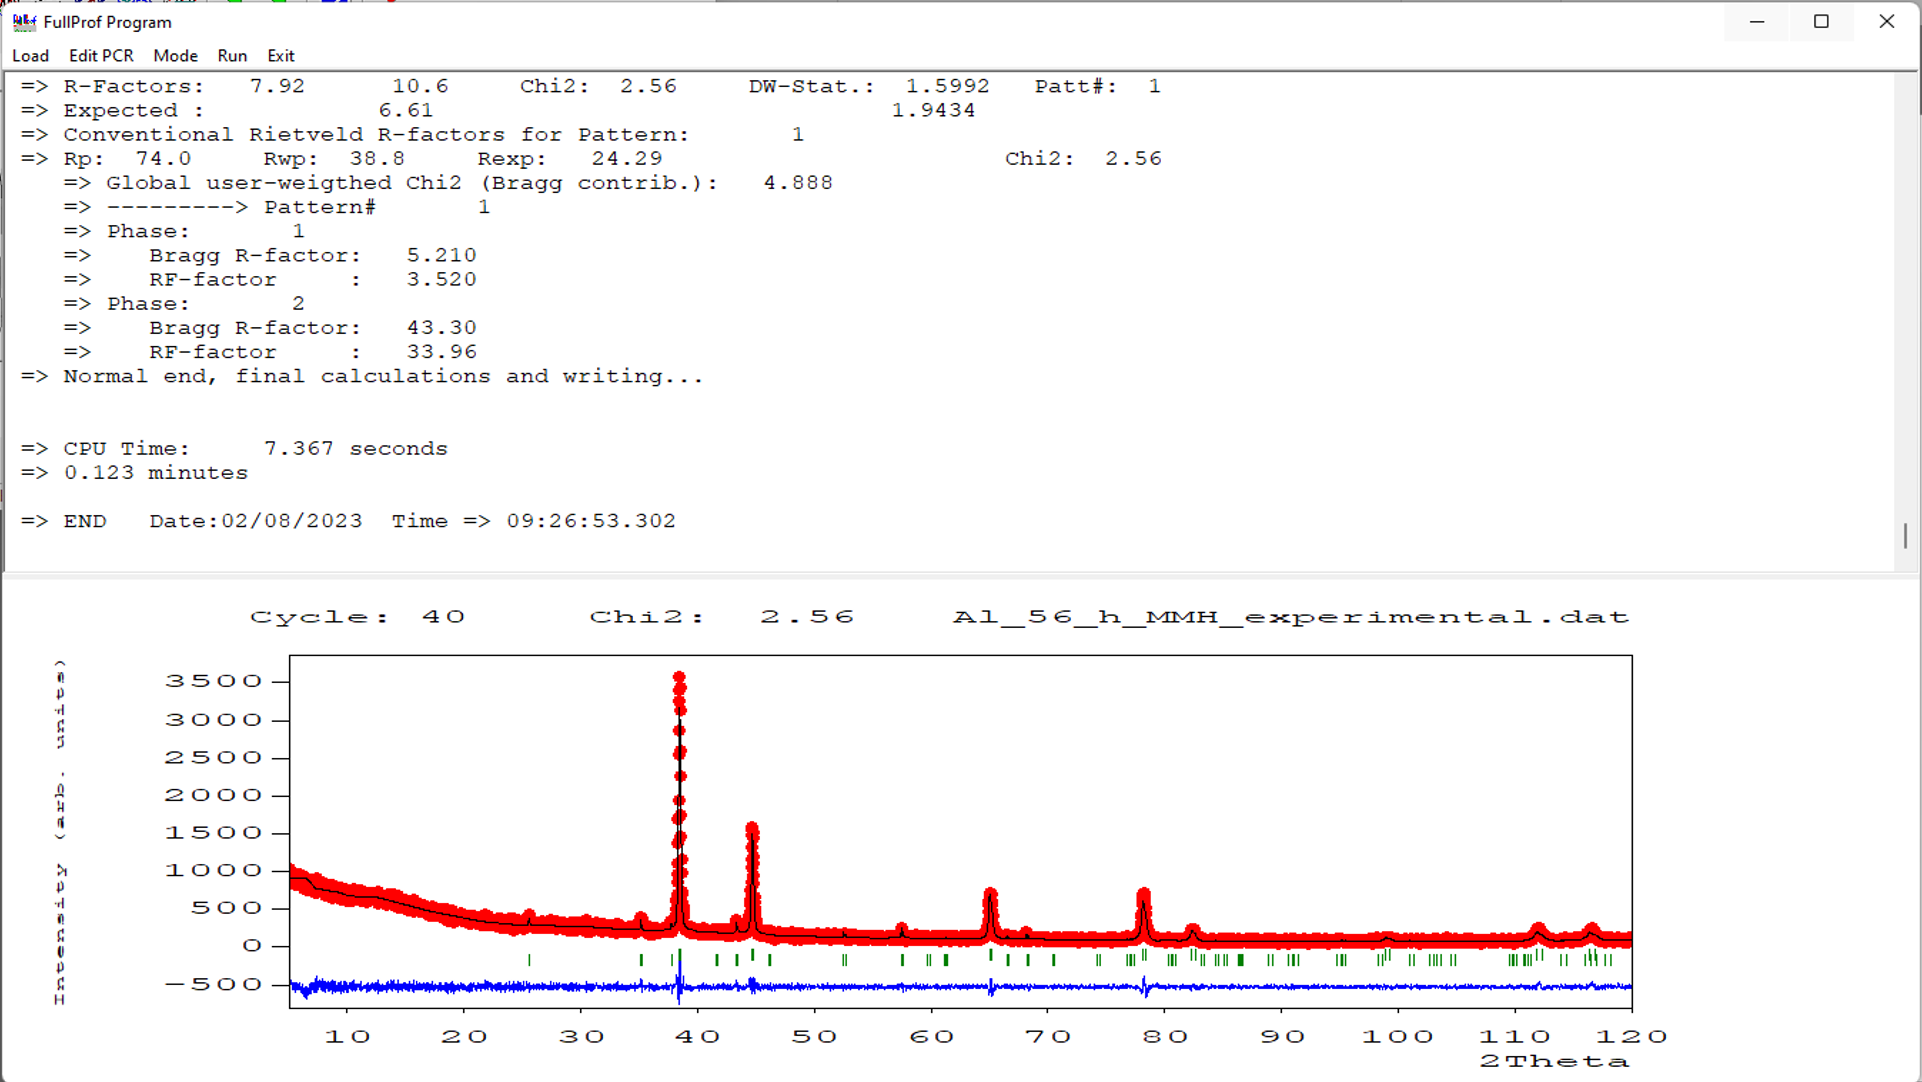 FullProf Program
Load Edit PCR Mode Run Exit
=> R-Factors: 7.92 10.6 Chi2: 2.56 DW-Stat.: 1.5992 Patt#: 1
=> Expected : 6.61 1.9434
=> Conventional Rietveld R-factors for Pattern: 1
=> Rp: 74.0 Rwp: 38.8 Rexp: 24.29 Chi2: 2.56
=> Global user-weigthed Chi2 (Bragg contrib.): 4.888
=> ---------> Pattern# 1
=> Phase: 1
=> Bragg R-factor: 5.210
=> RF-factor : 3.520
=> Phase: 2
=> Bragg R-factor: 43.30
=> RF-factor : 33.96
=> Normal end, final calculations and writing...
=> CPU Time: 7.367 seconds
=> 0.123 minutes
=> END Date:02/08/2023 Time => 09:26:53.302
Cycle: 40 Chi2: 2.56 Al_56_h_MMH_experimental.dat
Intensity (arb. units)
3500
3000
2500
2000
1500
1000
500
0
-500
10 20 30 40 50 60 70 80 90 100 110 120
2Theta